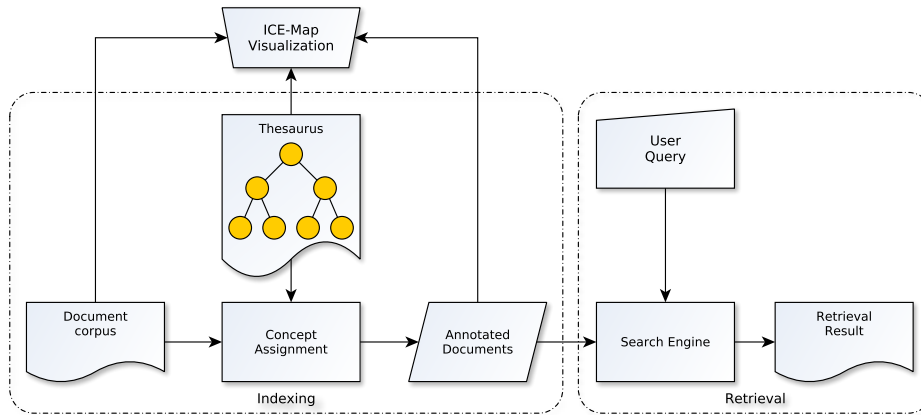 ICE-Map
Visualization
Thesaurus
User
Query
Document
corpus
Concept
Assignment
Annotated
Documents
Search Engine
Retrieval
Result
Indexing
Retrieval